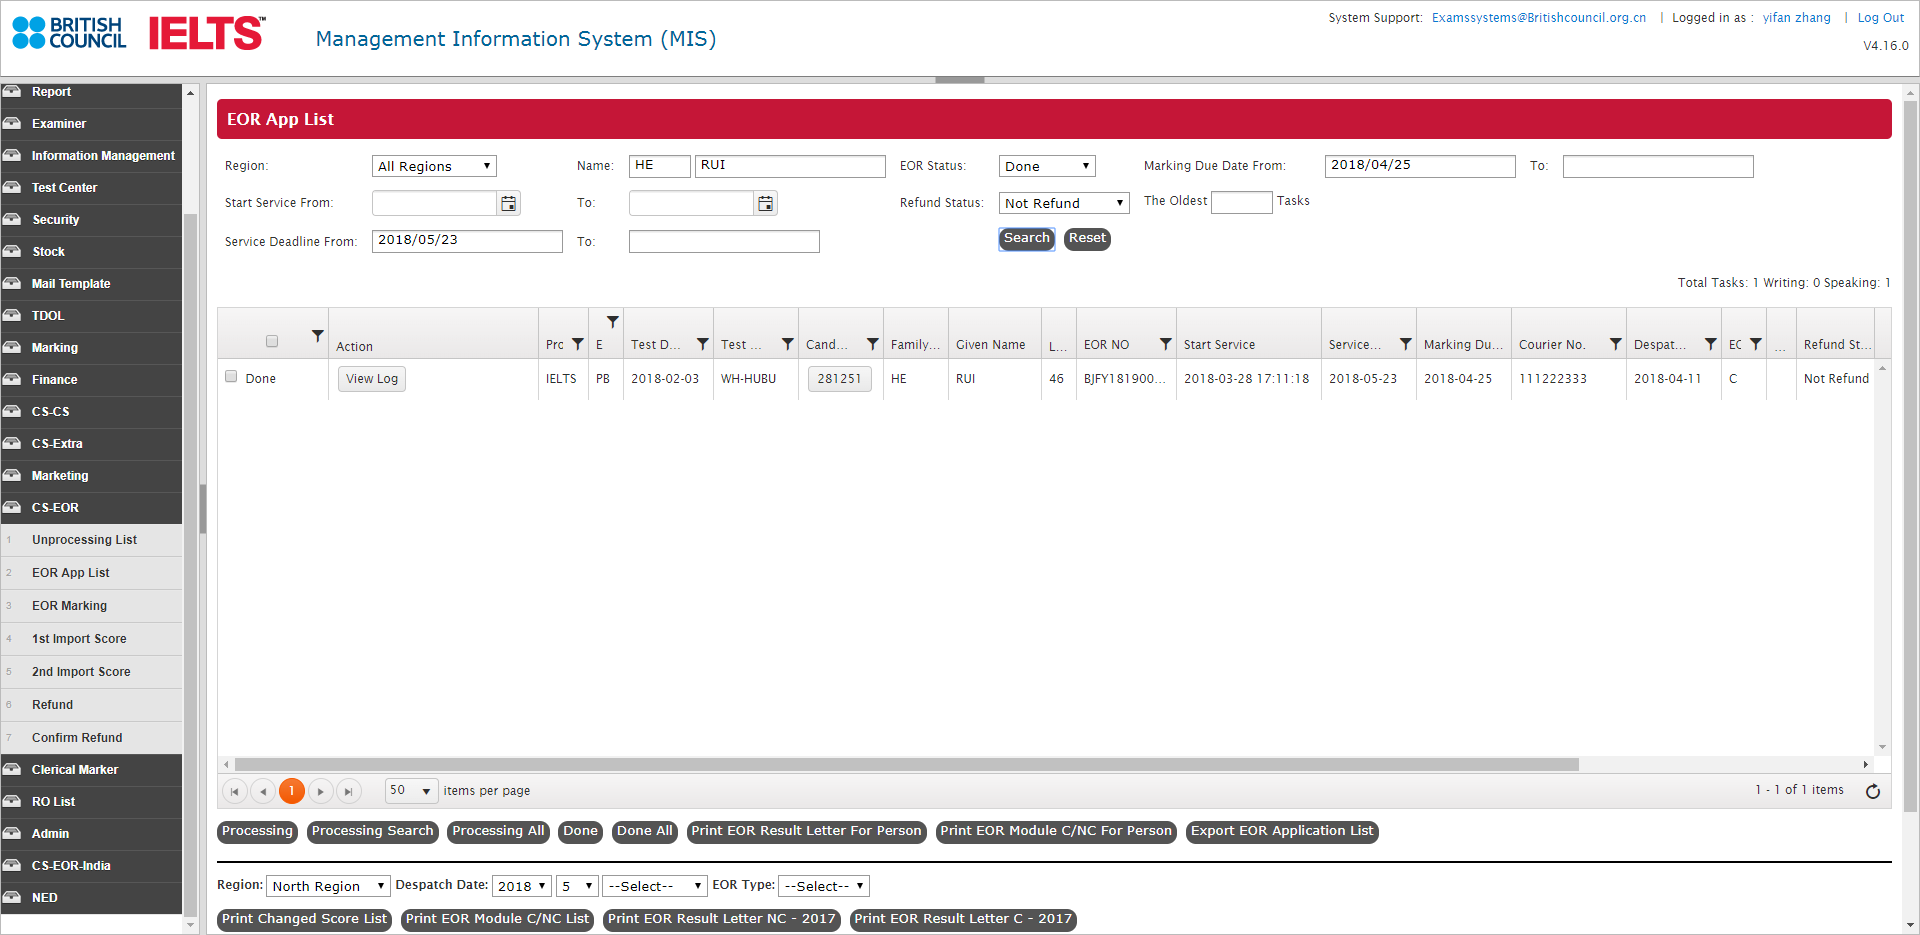 BRITISH COUNCIL IELTS™
Management Information System (MIS)
System Support: Examssystems@Britishcouncil.org.cn | Logged in as : yifan zhang | Log Out
V4.16.0
Report
Examiner
Information Management
Test Center
Security
Stock
Mail Template
TDOL
Marking
Finance
CS-CS
CS-Extra
Marketing
CS-EOR
1 Unprocessing List
2 EOR App List
3 EOR Marking
4 1st Import Score
5 2nd Import Score
6 Refund
7 Confirm Refund
Clerical Marker
RO List
Admin
CS-EOR-India
NED
EOR App List
Region: All Regions Name: HE RUI EOR Status: Done Marking Due Date From: 2018/04/25 To:
Start Service From: To: Refund Status: Not Refund The Oldest Tasks
Service Deadline From: 2018/05/23 To: Search Reset
Total Tasks: 1 Writing: 0 Speaking: 1
Action Prc E Test D... Test ... Cand... Family... Given Name L... EOR NO Start Service Service... Marking Du... Courier No. Despat... EC ... Refund St...
Done View Log IELTS PB 2018-02-03 WH-HUBU 281251 HE RUI 46 BJFY181900... 2018-03-28 17:11:18 2018-05-23 2018-04-25 111222333 2018-04-11 C Not Refund
1 50 items per page 1 - 1 of 1 items
Processing Processing Search Processing All Done Done All Print EOR Result Letter For Person Print EOR Module C/NC For Person Export EOR Application List
Region: North Region Despatch Date: 2018 5 --Select-- EOR Type: --Select--
Print Changed Score List Print EOR Module C/NC List Print EOR Result Letter NC - 2017 Print EOR Result Letter C - 2017